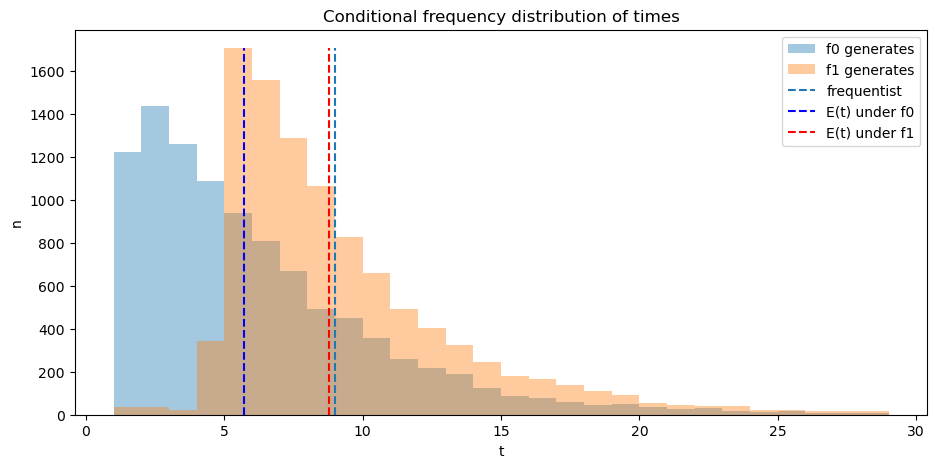 Conditional frequency distribution of times
f0 generates
f1 generates
frequentist
E(t) under f0
E(t) under f1
n
1600
1400
1200
1000
800
600
400
200
0
0 5 10 15 20 25 30
t